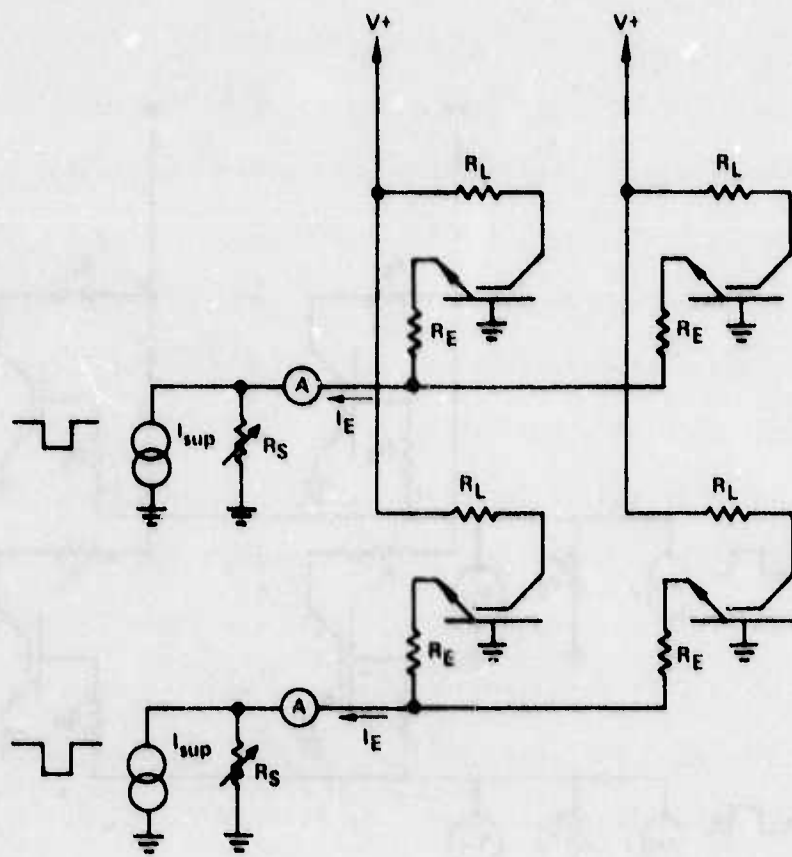 V+ V+
R_L R_L
R_E R_E
A
I_E
I_sup R_S
R_L R_L
R_E R_E
A
I_E
I_sup R_S